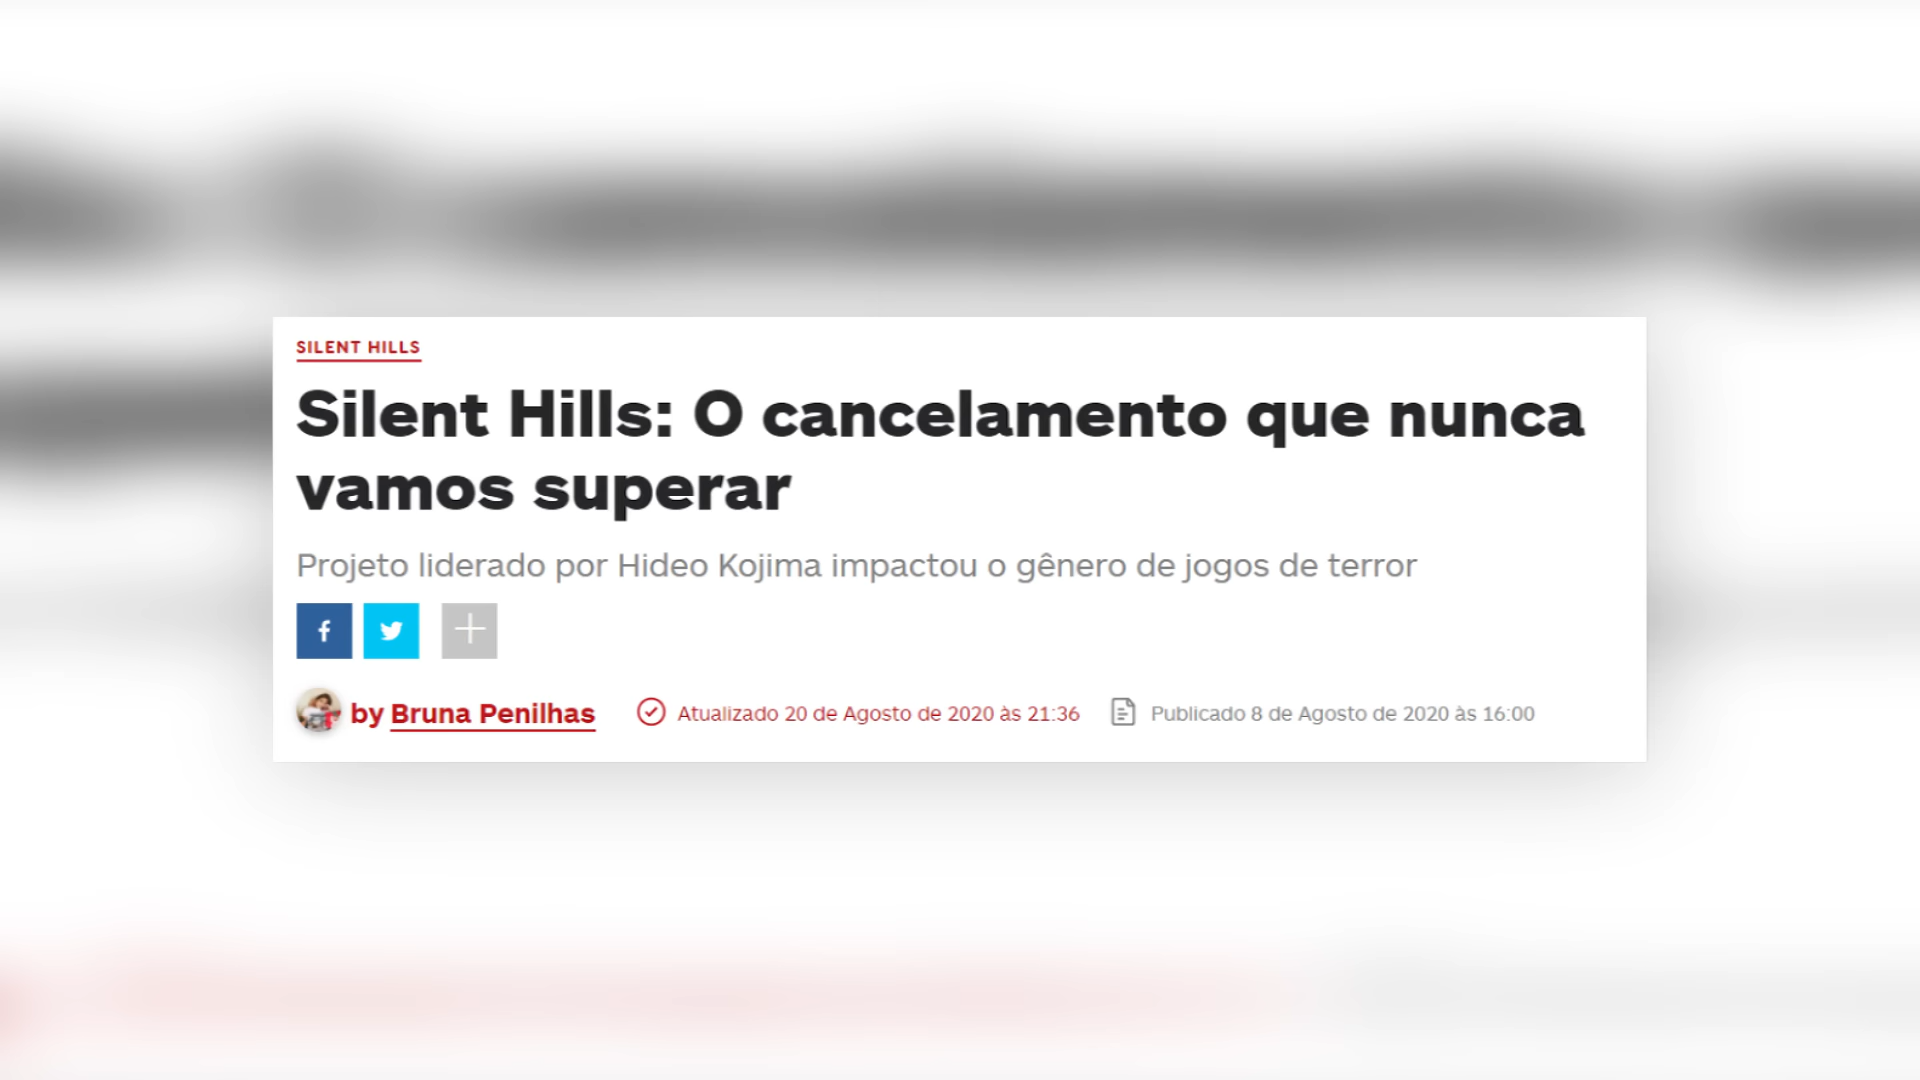 SILENT HILLS
Silent Hills: O cancelamento que nunca
vamos superar
Projeto liderado por Hideo Kojima impactou o gênero de jogos de terror
by Bruna Penilhas Atualizado 20 de Agosto de 2020 às 21:36 Publicado 8 de Agosto de 2020 às 16:00